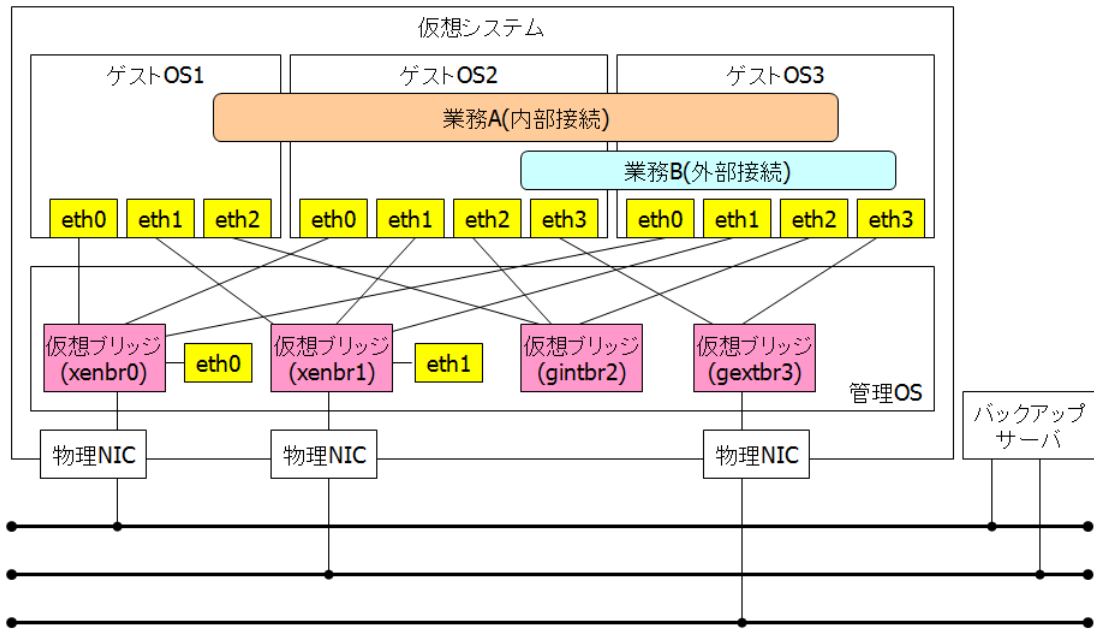 仮想システム
ゲストOS1
ゲストOS2
ゲストOS3
業務A(内部接続)
業務B(外部接続)
eth0
eth1
eth2
eth0
eth1
eth2
eth3
eth0
eth1
eth2
eth3
仮想ブリッジ
(xenbr0)
eth0
仮想ブリッジ
(xenbr1)
eth1
仮想ブリッジ
(gintbr2)
仮想ブリッジ
(gextbr3)
管理OS
バックアップ
サーバ
物理NIC
物理NIC
物理NIC